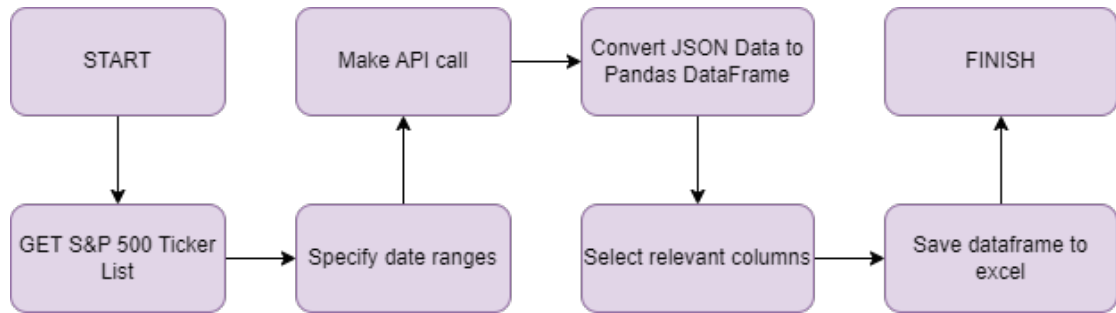 START
GET S&P 500 Ticker
List
Specify date ranges
Make API call
Convert JSON Data to
Pandas DataFrame
Select relevant columns
Save dataframe to
excel
FINISH